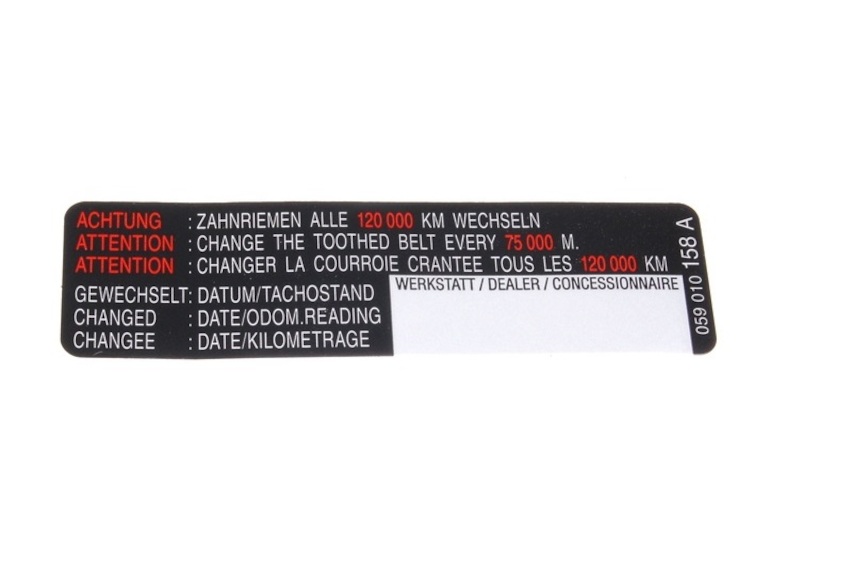 ACHTUNG : ZAHNRIEMEN ALLE 120 000 KM WECHSELN
ATTENTION : CHANGE THE TOOTHED BELT EVERY 75 000 M.
ATTENTION : CHANGER LA COURROIE CRANTEE TOUS LES 120 000 KM
GEWECHSELT: DATUM/TACHOSTAND
CHANGED : DATE/ODOM.READING
CHANGEE : DATE/KILOMETRAGE
WERKSTATT / DEALER / CONCESSIONNAIRE
059 010 158 A